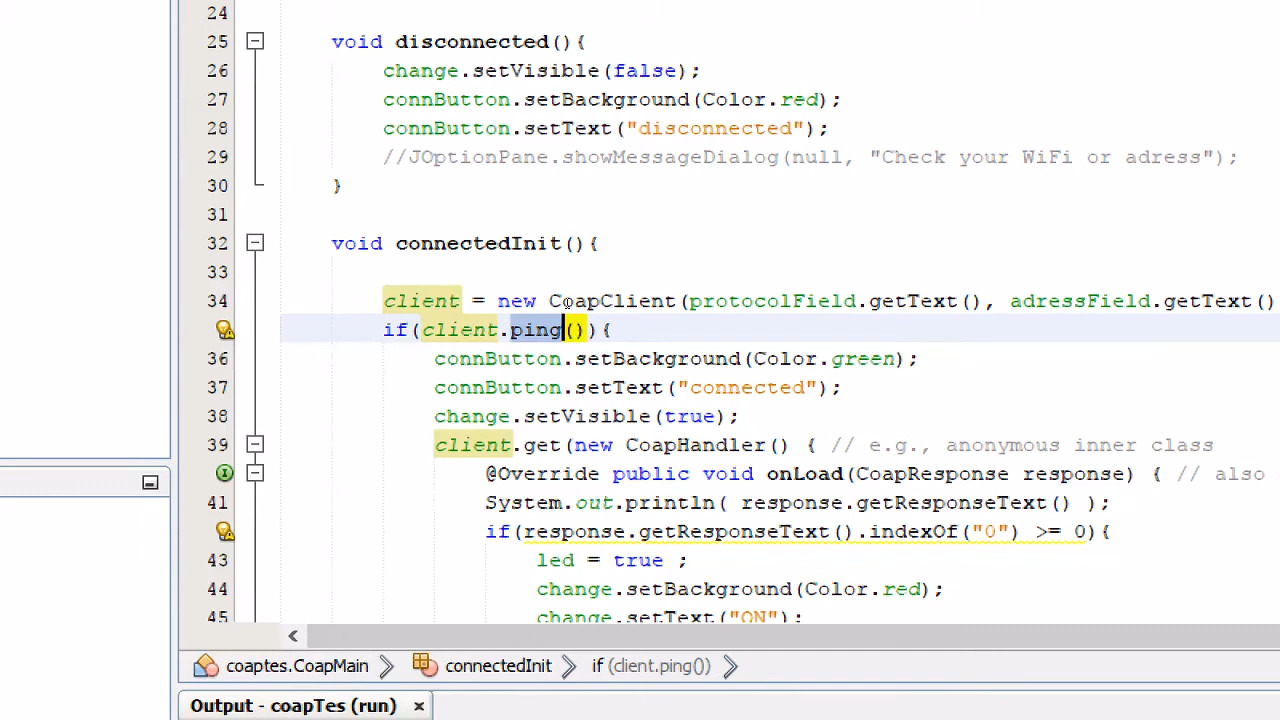 24
25 void disconnected(){
26 change.setVisible(false);
27 connButton.setBackground(Color.red);
28 connButton.setText("disconnected");
29 //JOptionPane.showMessageDialog(null, "Check your WiFi or adress");
30 }
31
32 void connectedInit(){
33
34 client = new CoapClient(protocolField.getText(), adressField.getText()
if(client.ping()){
36 connButton.setBackground(Color.green);
37 connButton.setText("connected");
38 change.setVisible(true);
39 client.get(new CoapHandler() { // e.g., anonymous inner class
@Override public void onLoad(CoapResponse response) { // also
41 System.out.println( response.getResponseText() );
if(response.getResponseText().indexOf("0") >= 0){
43 led = true ;
44 change.setBackground(Color.red);
45 change.setText("ON");
coaptes.CoapMain connectedInit if (client.ping())
Output - coapTes (run) ×